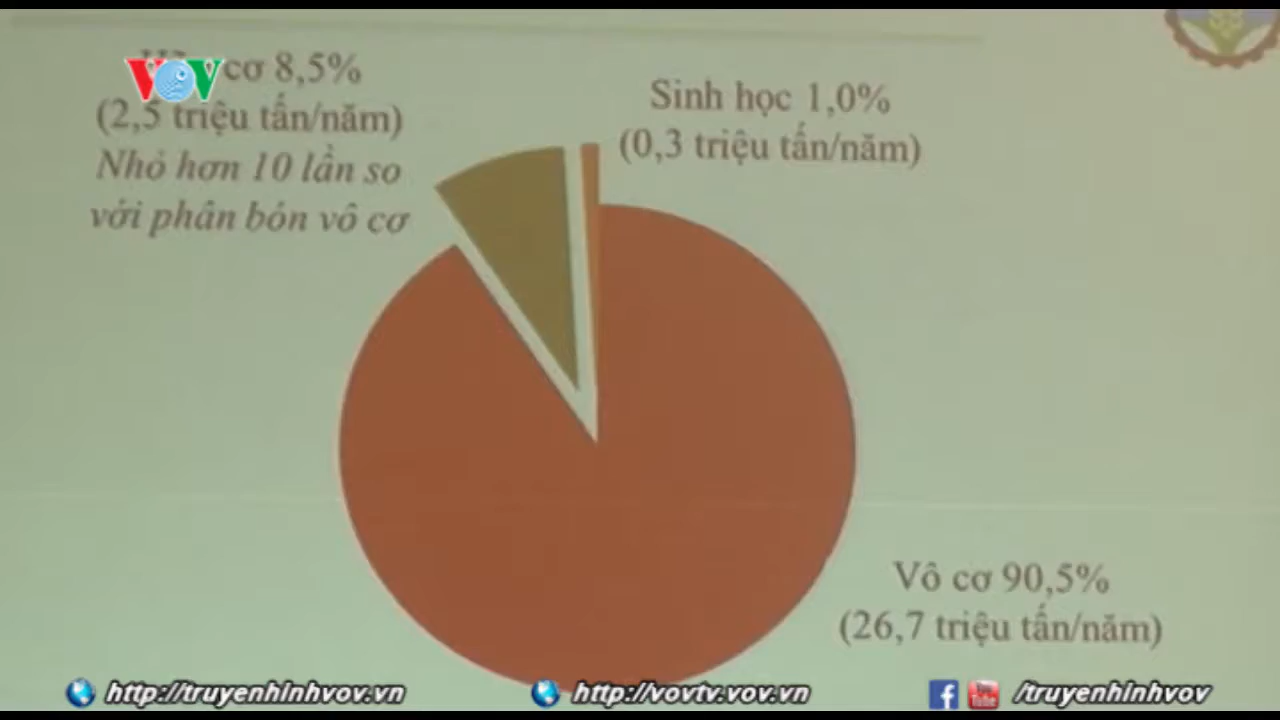 VOV
cơ 8,5%
(2,5 triệu tấn/năm)
Nhỏ hơn 10 lần so
với phân bón vô cơ
Sinh học 1,0%
(0,3 triệu tấn/năm)
Vô cơ 90,5%
(26,7 triệu tấn/năm)
http://truyenhinhvov.vn
http://vovtv.vov.vn
f
You Tube
/truyenhinhvov